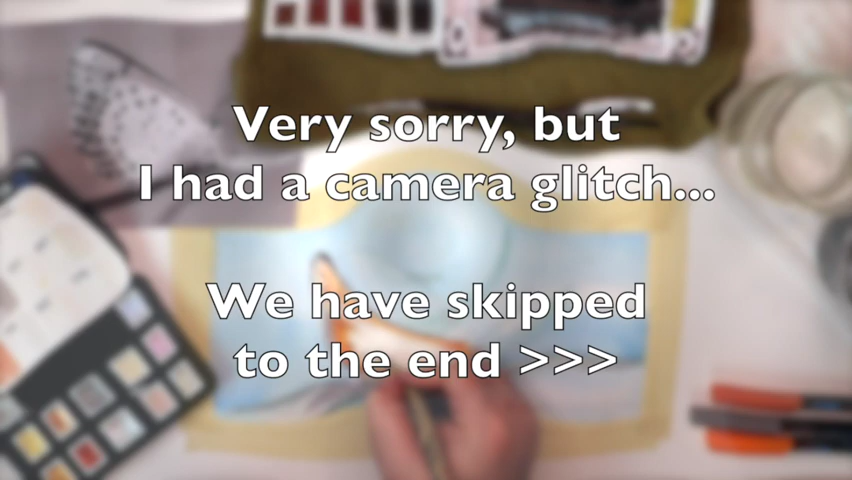 Very sorry, but
I had a camera glitch...
We have skipped
to the end >>>